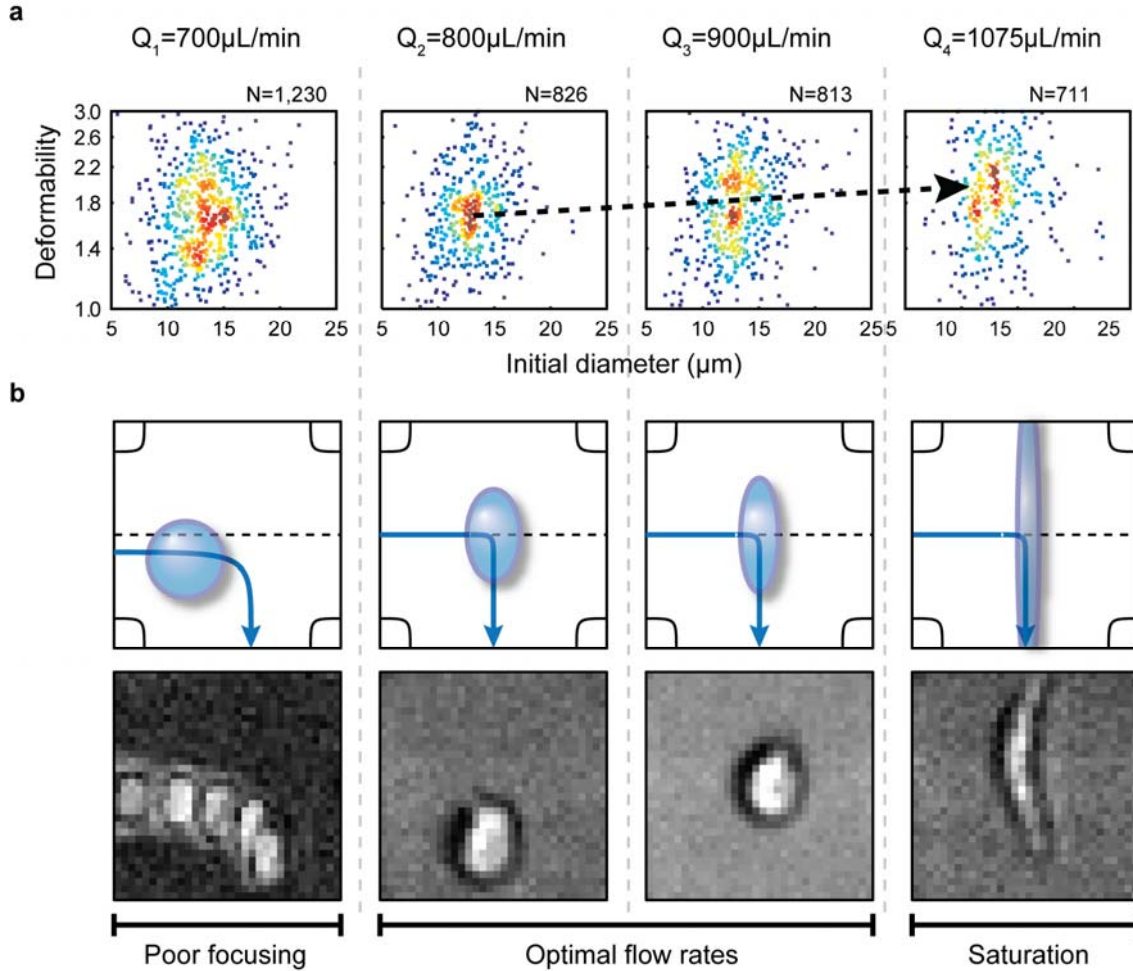 a
Q₁=700µL/min Q₂=800µL/min Q₃=900µL/min Q₄=1075µL/min
N=1,230 N=826 N=813 N=711
Deformability
3.0
2.6
2.2
1.8
1.4
1.0
5 10 15 20 25 5 10 15 20 25 5 10 15 20 25 5 10 15 20 25
Initial diameter (µm)
b
Poor focusing Optimal flow rates Saturation